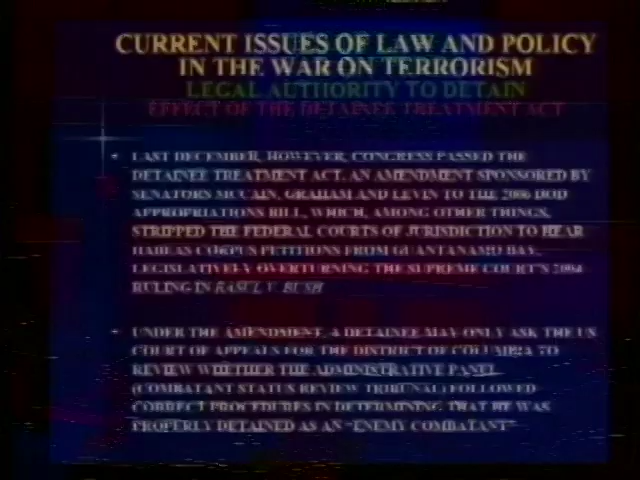 CURRENT ISSUES OF LAW AND POLICY
IN THE WAR ON TERRORISM
LEGAL AUTHORITY TO DETAIN
EFFECT OF THE DETAINEE TREATMENT ACT
• LAST DECEMBER, HOWEVER, CONGRESS PASSED THE
DETAINEE TREATMENT ACT, AN AMENDMENT SPONSORED BY
SENATORS MCCAIN, GRAHAM AND LEVIN TO THE 2006 DOD
APPROPRIATIONS BILL, WHICH, AMONG OTHER THINGS,
STRIPPED THE FEDERAL COURTS OF JURISDICTION TO HEAR
HABEAS CORPUS PETITIONS FROM GUANTANAMO BAY,
LEGISLATIVELY OVERTURNING THE SUPREME COURT'S 2004
RULING IN RASUL V. BUSH
• UNDER THE AMENDMENT, A DETAINEE MAY ONLY ASK THE US
COURT OF APPEALS FOR THE DISTRICT OF COLUMBIA TO
REVIEW WHETHER THE ADMINISTRATIVE PANEL
(COMBATANT STATUS REVIEW TRIBUNAL) FOLLOWED
CORRECT PROCEDURES IN DETERMINING THAT HE WAS
PROPERLY DETAINED AS AN "ENEMY COMBATANT"